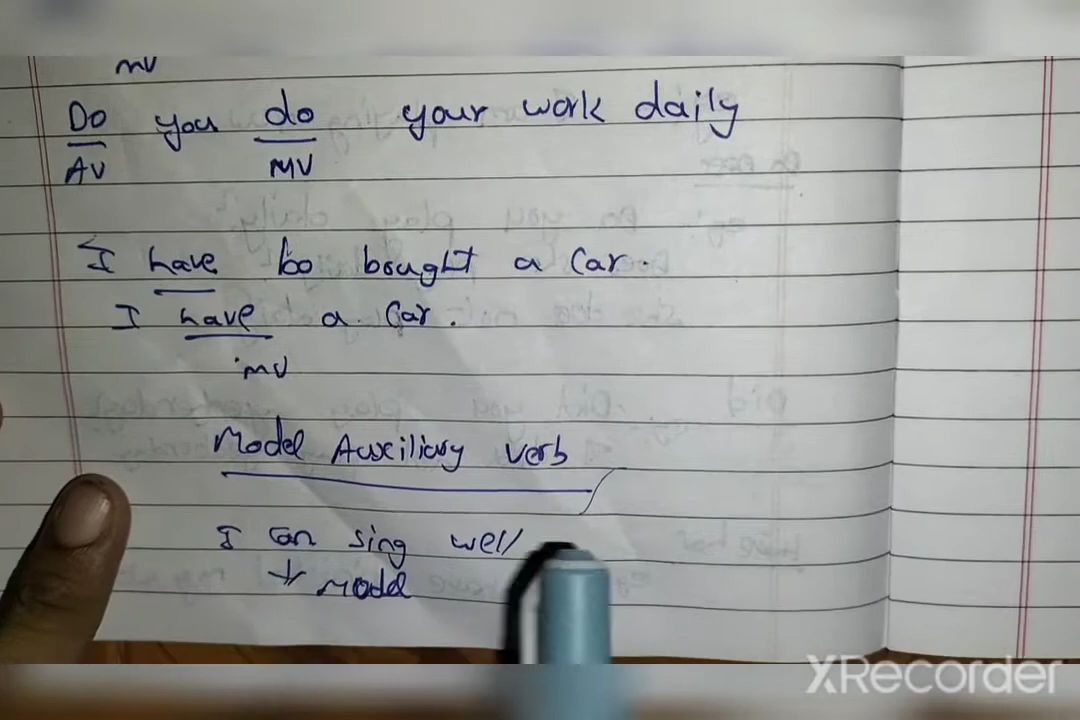 mv
Do you do your work daily
AV MV
I have bo bought a Car.
I have a Car.
mv
Model Auxiliary verb
I can sing well
Model
XRecorder